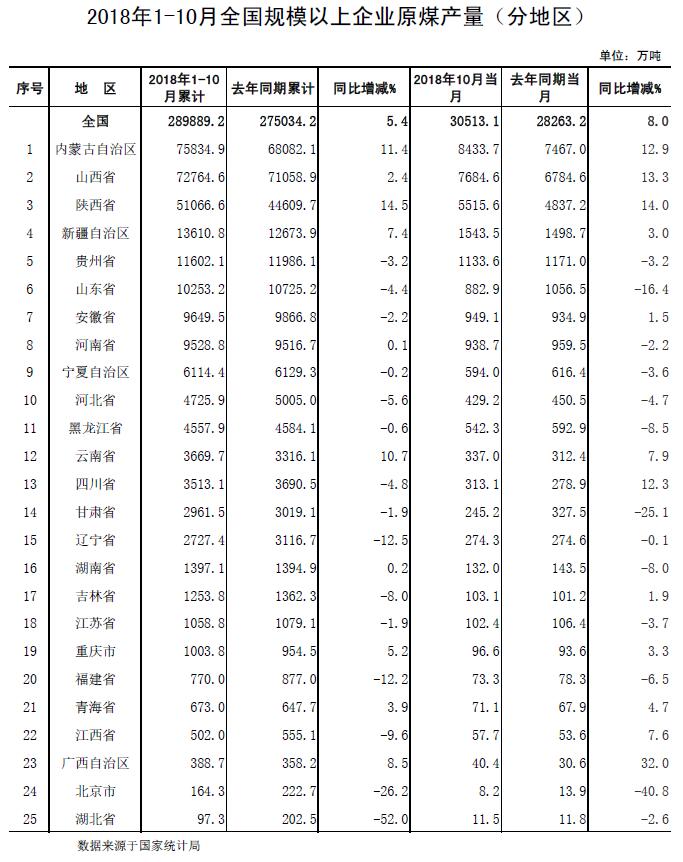 2018年1-10月全国规模以上企业原煤产量（分地区）
单位：万吨
序号 地 区 2018年1-10月累计 去年同期累计 同比增减% 2018年10月当月 去年同期当月 同比增减%
全国 289889.2 275034.2 5.4 30513.1 28263.2 8.0
1 内蒙古自治区 75834.9 68082.1 11.4 8433.7 7467.0 12.9
2 山西省 72764.6 71058.9 2.4 7684.6 6784.6 13.3
3 陕西省 51066.6 44609.7 14.5 5515.6 4837.2 14.0
4 新疆自治区 13610.8 12673.9 7.4 1543.5 1498.7 3.0
5 贵州省 11602.1 11986.1 -3.2 1133.6 1171.0 -3.2
6 山东省 10253.2 10725.2 -4.4 882.9 1056.5 -16.4
7 安徽省 9649.5 9866.8 -2.2 949.1 934.9 1.5
8 河南省 9528.8 9516.7 0.1 938.7 959.5 -2.2
9 宁夏自治区 6114.4 6129.3 -0.2 594.0 616.4 -3.6
10 河北省 4725.9 5005.0 -5.6 429.2 450.5 -4.7
11 黑龙江省 4557.9 4584.1 -0.6 542.3 592.9 -8.5
12 云南省 3669.7 3316.1 10.7 337.0 312.4 7.9
13 四川省 3513.1 3690.5 -4.8 313.1 278.9 12.3
14 甘肃省 2961.5 3019.1 -1.9 245.2 327.5 -25.1
15 辽宁省 2727.4 3116.7 -12.5 274.3 274.6 -0.1
16 湖南省 1397.1 1394.9 0.2 132.0 143.5 -8.0
17 吉林省 1253.8 1362.3 -8.0 103.1 101.2 1.9
18 江苏省 1058.8 1079.1 -1.9 102.4 106.4 -3.7
19 重庆市 1003.8 954.5 5.2 96.6 93.6 3.3
20 福建省 770.0 877.0 -12.2 73.3 78.3 -6.5
21 青海省 673.0 647.7 3.9 71.1 67.9 4.7
22 江西省 502.0 555.1 -9.6 57.7 53.6 7.6
23 广西自治区 388.7 358.2 8.5 40.4 30.6 32.0
24 北京市 164.3 222.7 -26.2 8.2 13.9 -40.8
25 湖北省 97.3 202.5 -52.0 11.5 11.8 -2.6
数据来源于国家统计局